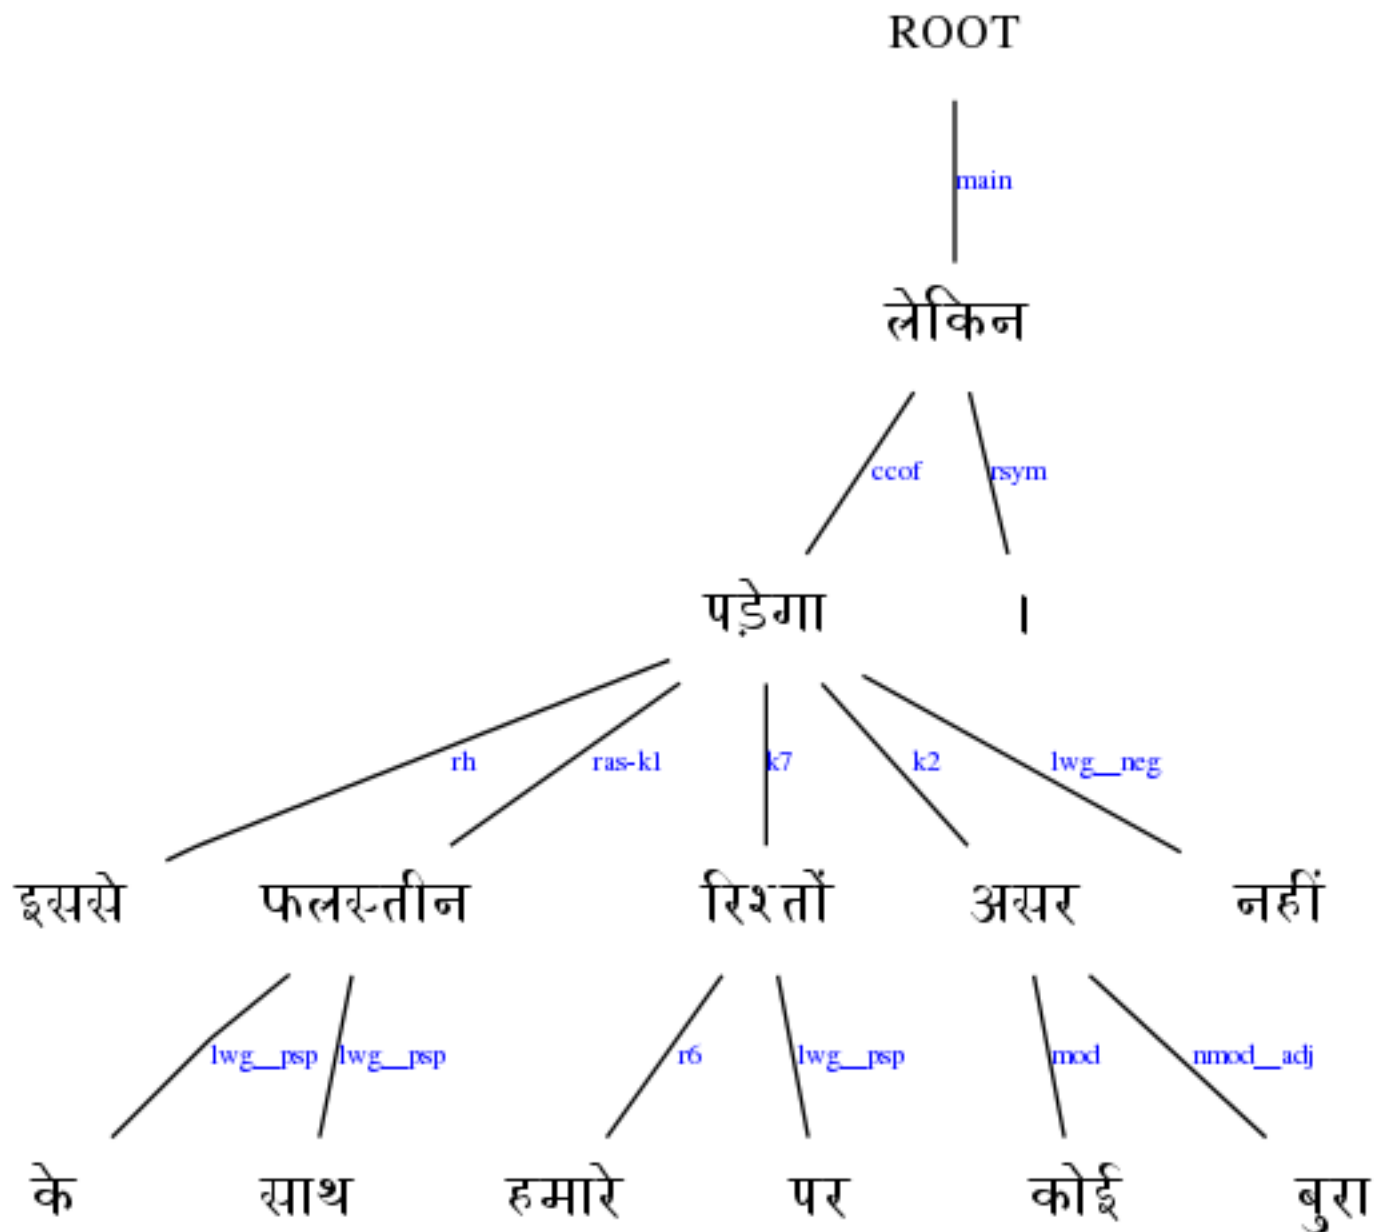 ROOT
main
लेकिन
ccof rsym
पड़ेगा ।
rh ras-k1 k7 k2 lwg__neg
इससे फलस्तीन रिश्तों असर नहीं
lwg__psp lwg__psp r6 lwg__psp mod nmod__adj
के साथ हमारे पर कोई बुरा